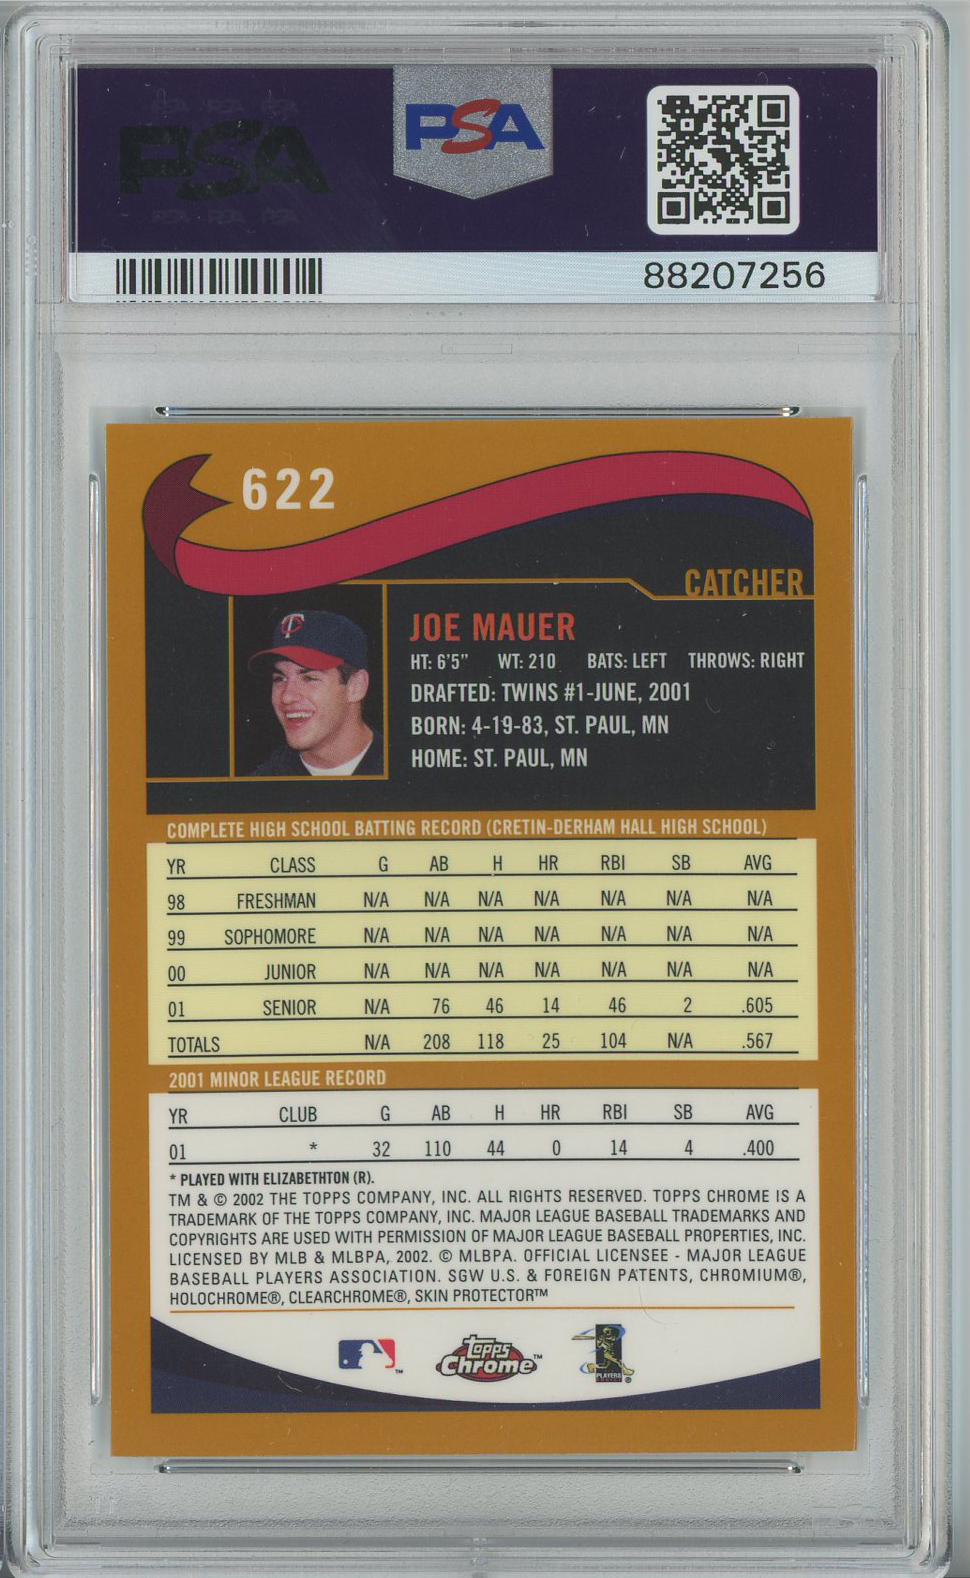 PSA
PSA
88207256
622
CATCHER
JOE MAUER
HT: 6'5" WT: 210 BATS: LEFT THROWS: RIGHT
DRAFTED: TWINS #1-JUNE, 2001
BORN: 4-19-83, ST. PAUL, MN
HOME: ST. PAUL, MN
COMPLETE HIGH SCHOOL BATTING RECORD (CRETIN-DERHAM HALL HIGH SCHOOL)
YR CLASS G AB H HR RBI SB AVG
98 FRESHMAN N/A N/A N/A N/A N/A N/A N/A
99 SOPHOMORE N/A N/A N/A N/A N/A N/A N/A
00 JUNIOR N/A N/A N/A N/A N/A N/A N/A
01 SENIOR N/A 76 46 14 46 2 .605
TOTALS N/A 208 118 25 104 N/A .567
2001 MINOR LEAGUE RECORD
YR CLUB G AB H HR RBI SB AVG
01 * 32 110 44 0 14 4 .400
* PLAYED WITH ELIZABETHTON (R).
TM & © 2002 THE TOPPS COMPANY, INC. ALL RIGHTS RESERVED. TOPPS CHROME IS A
TRADEMARK OF THE TOPPS COMPANY, INC. MAJOR LEAGUE BASEBALL TRADEMARKS AND
COPYRIGHTS ARE USED WITH PERMISSION OF MAJOR LEAGUE BASEBALL PROPERTIES, INC.
LICENSED BY MLB & MLBPA, 2002. © MLBPA. OFFICIAL LICENSEE - MAJOR LEAGUE
BASEBALL PLAYERS ASSOCIATION. SGW U.S. & FOREIGN PATENTS, CHROMIUM®,
HOLOCHROME®, CLEARCHROME®, SKIN PROTECTOR™
Topps Chrome™
PLAYERS